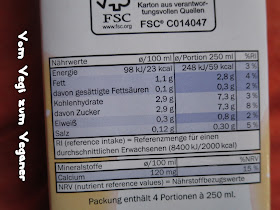 Karton aus verantwor-
tungsvollen Quellen
FSC
www.fsc.org
FSC® C014047
Nährwerte ø/100 ml ø/Portion 250 ml %RI
Energie 98 kJ/23 kcal 248 kJ/59 kcal 3 %
Fett 1,1 g 2,8 g 4 %
davon gesättigte Fettsäuren 0,1 g 0,3 g 2 %
Kohlenhydrate 2,9 g 7,3 g 3 %
davon Zucker 2,9 g 7,3 g 8 %
Eiweiß 0,3 g 0,8 g 2 %
Salz 0,12 g 0,30 g 5 %
RI (reference intake) = Referenzmenge für einen
durchschnittlichen Erwachsenen (8400 kJ/2000 kcal)
Mineralstoffe ø/100 ml %NRV
Calcium 120 mg 15 %
NRV (nutrient reference values) = Nährstoffbezugswerte
Packung enthält 4 Portionen à 250 mL
Vom Vegi zum Veganer